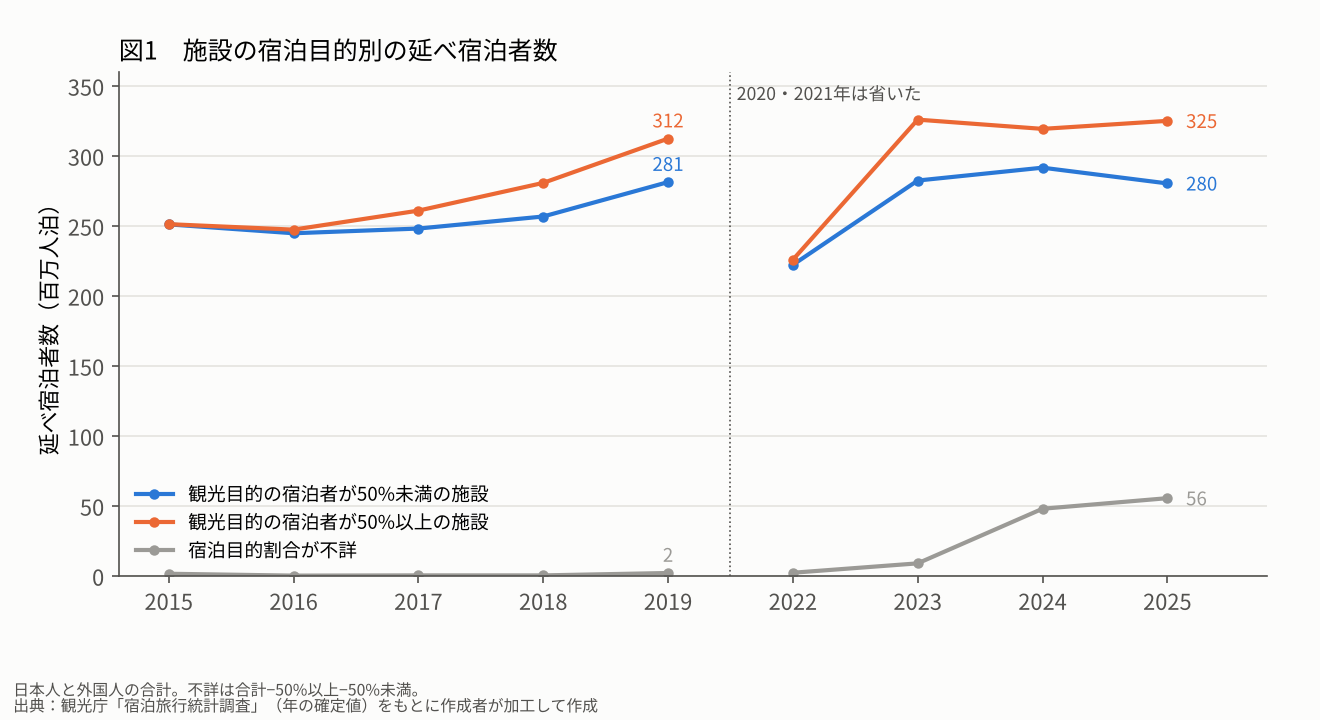 図1　施設の宿泊目的別の延べ宿泊者数
延べ宿泊者数（百万人泊）
350
300
250
200
150
100
50
0
2020・2021年は省いた
312
281
2
325
280
56
観光目的の宿泊者が50%未満の施設
観光目的の宿泊者が50%以上の施設
宿泊目的割合が不詳
2015 2016 2017 2018 2019 2022 2023 2024 2025
日本人と外国人の合計。不詳は合計−50%以上−50%未満。
出典：観光庁「宿泊旅行統計調査」（年の確定値）をもとに作成者が加工して作成